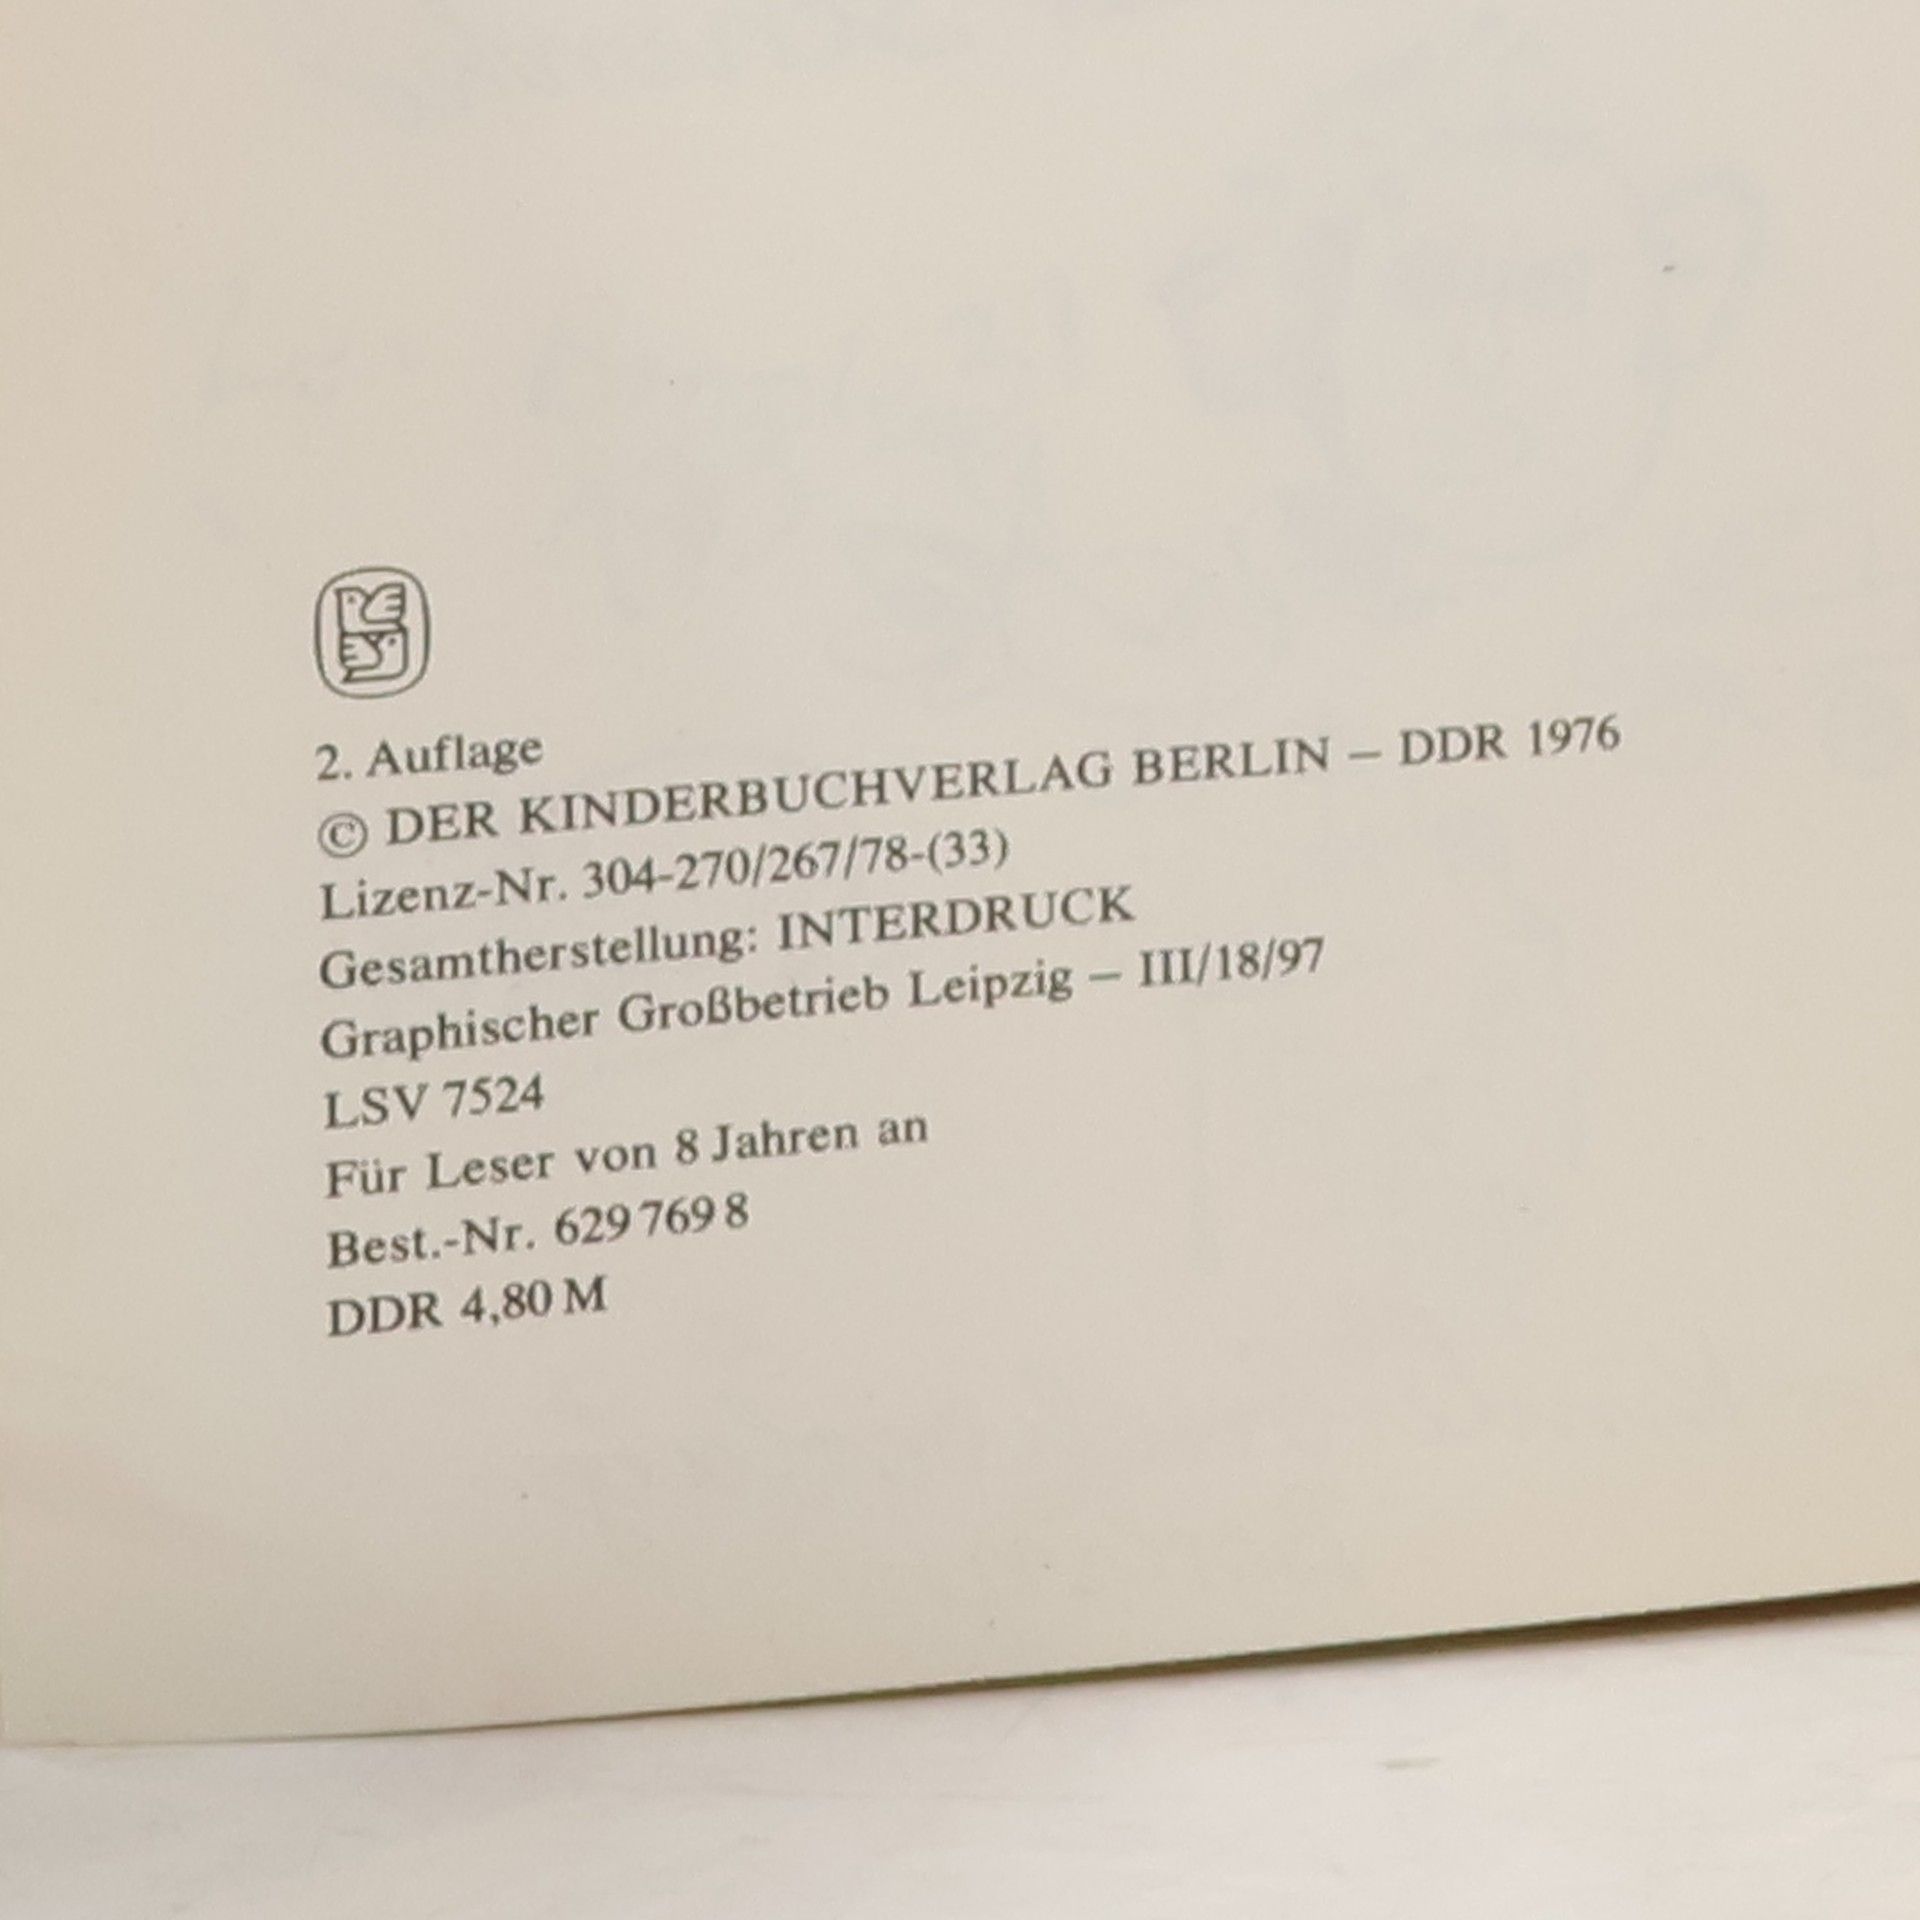 2. Auflage
© DER KINDERBUCHVERLAG BERLIN – DDR 1976
Lizenz-Nr. 304-270/267/78-(33)
Gesamtherstellung: INTERDRUCK
Graphischer Großbetrieb Leipzig – III/18/97
LSV 7524
Für Leser von 8 Jahren an
Best.-Nr. 629 769 8
DDR 4,80 M